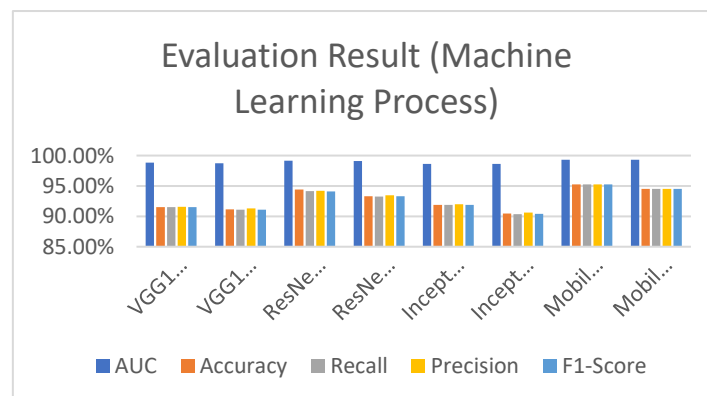 Evaluation Result (Machine
Learning Process)
100.00%
95.00%
90.00%
85.00%
VGG1...
VGG1...
ResNe...
ResNe...
Incept...
Incept...
Mobil...
Mobil...
AUC Accuracy Recall Precision F1-Score